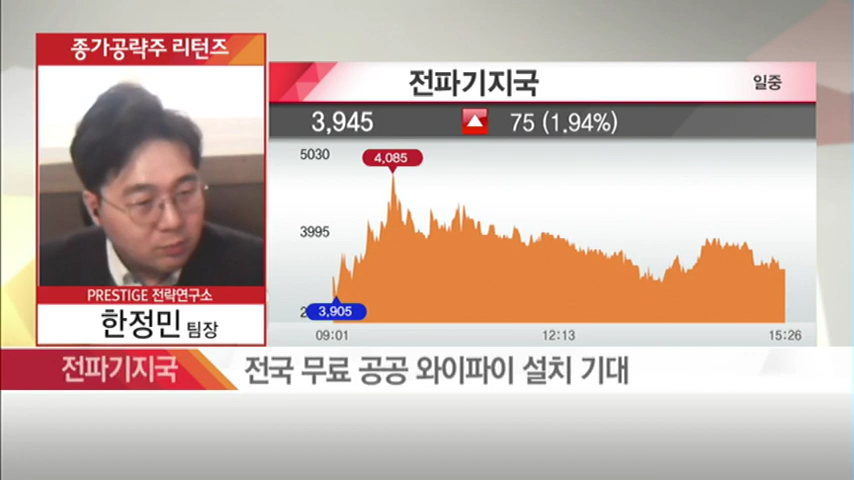 종가공략주 리턴즈
PRESTIGE 전략연구소
한정민 팀장
전파기지국
일중
3,945 75 (1.94%)
5030
4,085
3995
3,905
09:01 12:13 15:26
전파기지국 전국 무료 공공 와이파이 설치 기대